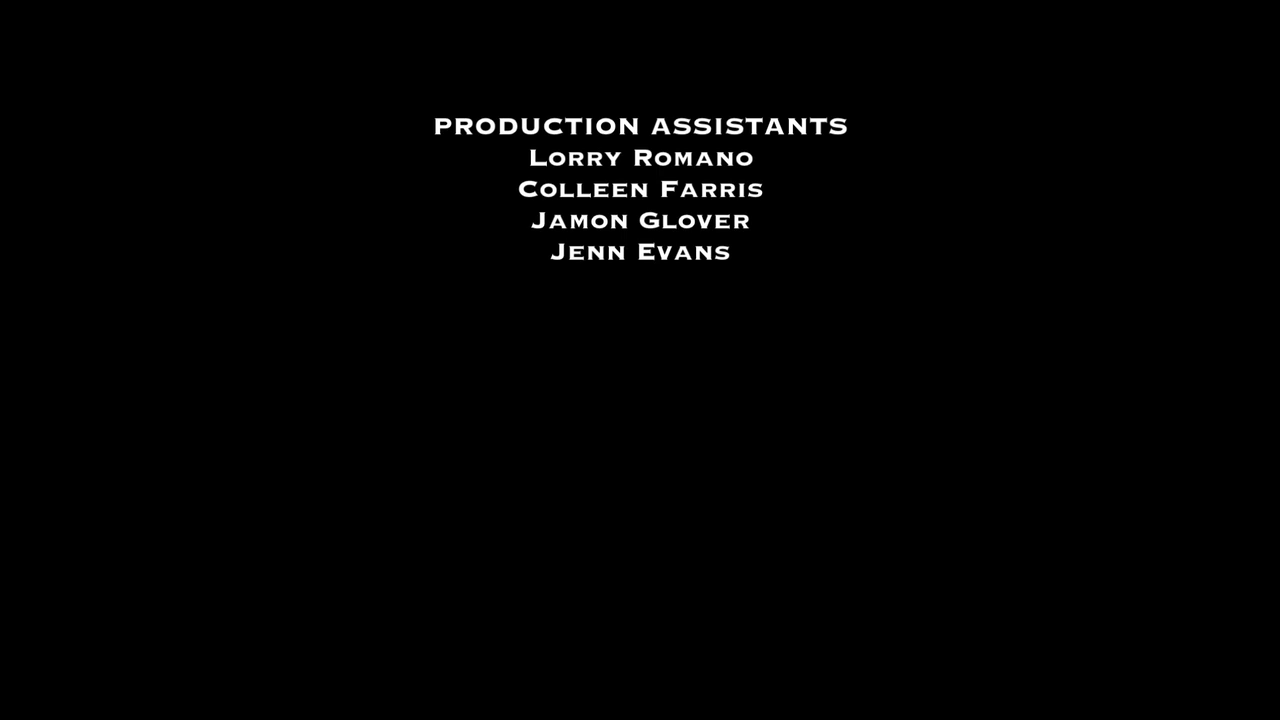 PRODUCTION ASSISTANTS
Lorry Romano
Colleen Farris
Jamon Glover
Jenn Evans